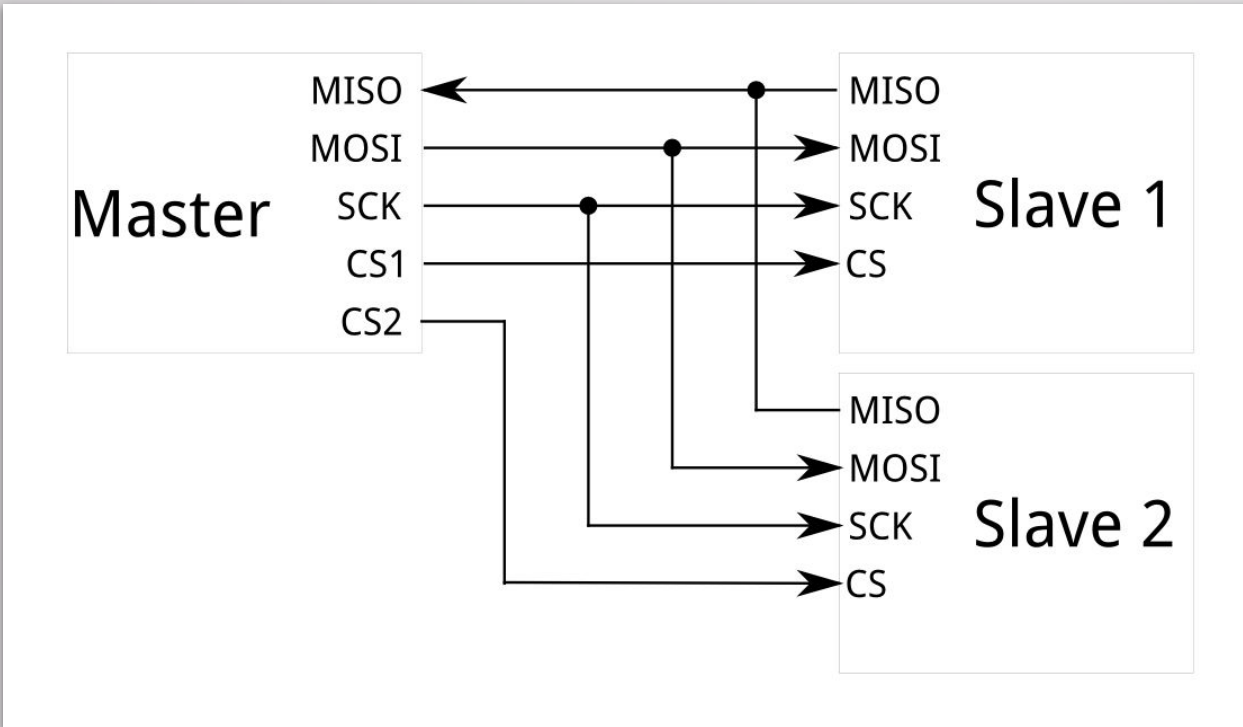 MISO
MOSI
SCK
CS1
CS2
Master
MISO
MOSI
SCK
CS
Slave 1
MISO
MOSI
SCK
CS
Slave 2